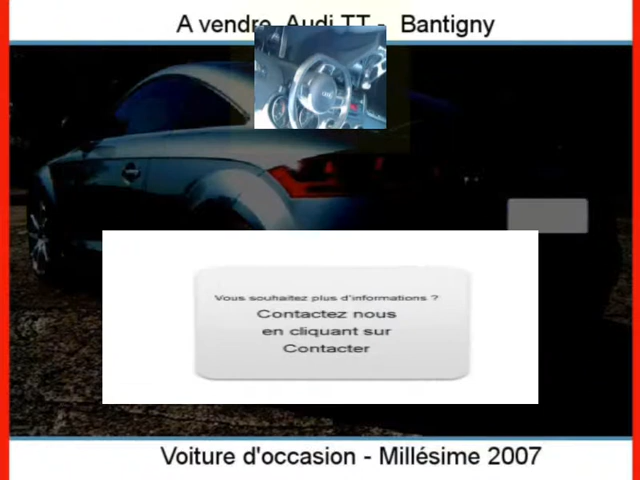 A vendre Audi TT - Bantigny
Vous souhaitez plus d'informations ?
Contactez nous
en cliquant sur
Contacter
Voiture d'occasion - Millésime 2007